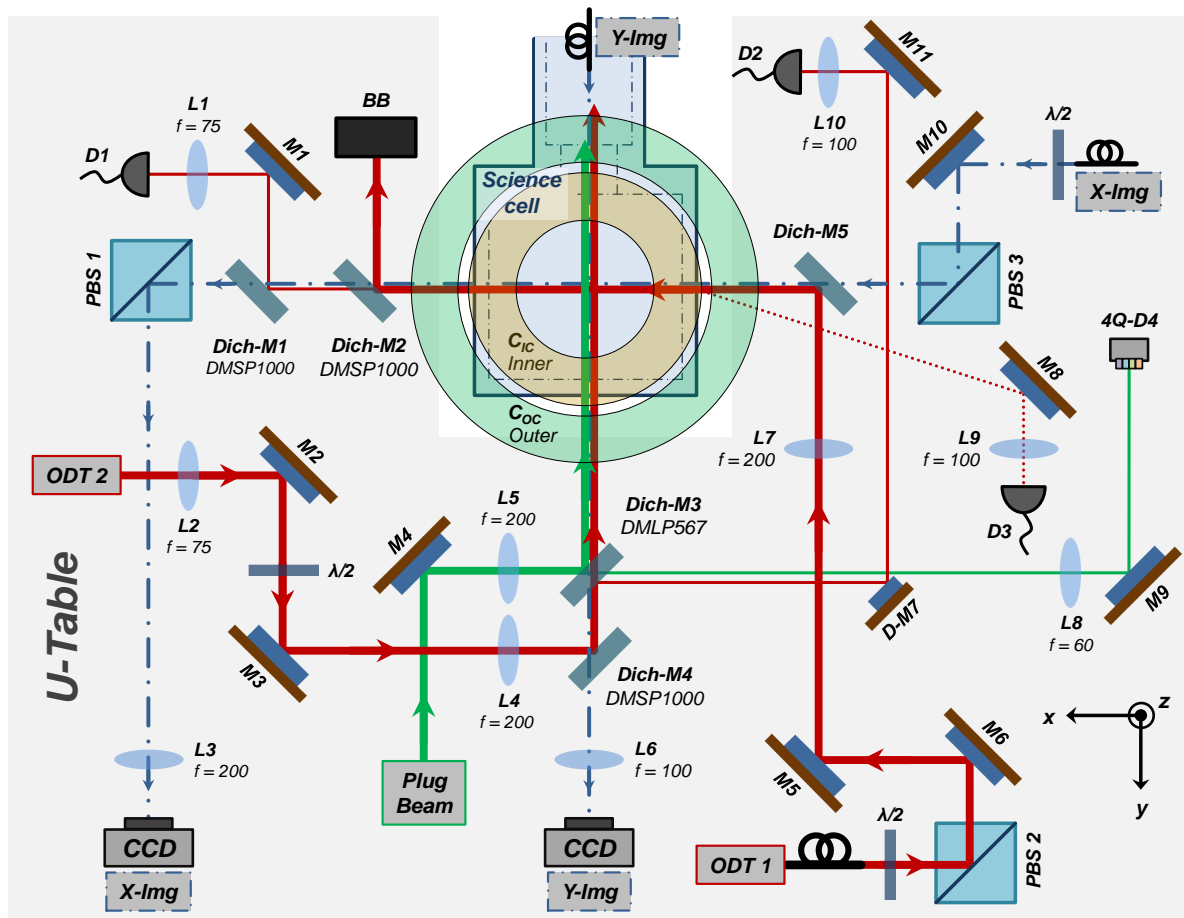 Y-Img
D2
M11
BB
L1
f = 75
M1
D1
L10
f = 100
M10
λ/2
X-Img
Science
cell
Dich-M5
PBS 1
PBS 3
Dich-M1
DMSP1000
Dich-M2
DMSP1000
C_IC
Inner
4Q-D4
M8
C_OC
Outer
L7
f = 200
L9
f = 100
ODT 2
M2
L2
f = 75
L5
f = 200
M4
Dich-M3
DMLP567
D3
λ/2
D-M7
L8
f = 60
M9
U-Table
M3
L4
f = 200
Dich-M4
DMSP1000
x
z
y
L3
f = 200
L6
f = 100
M6
M5
Plug
Beam
λ/2
CCD
CCD
ODT 1
PBS 2
X-Img
Y-Img